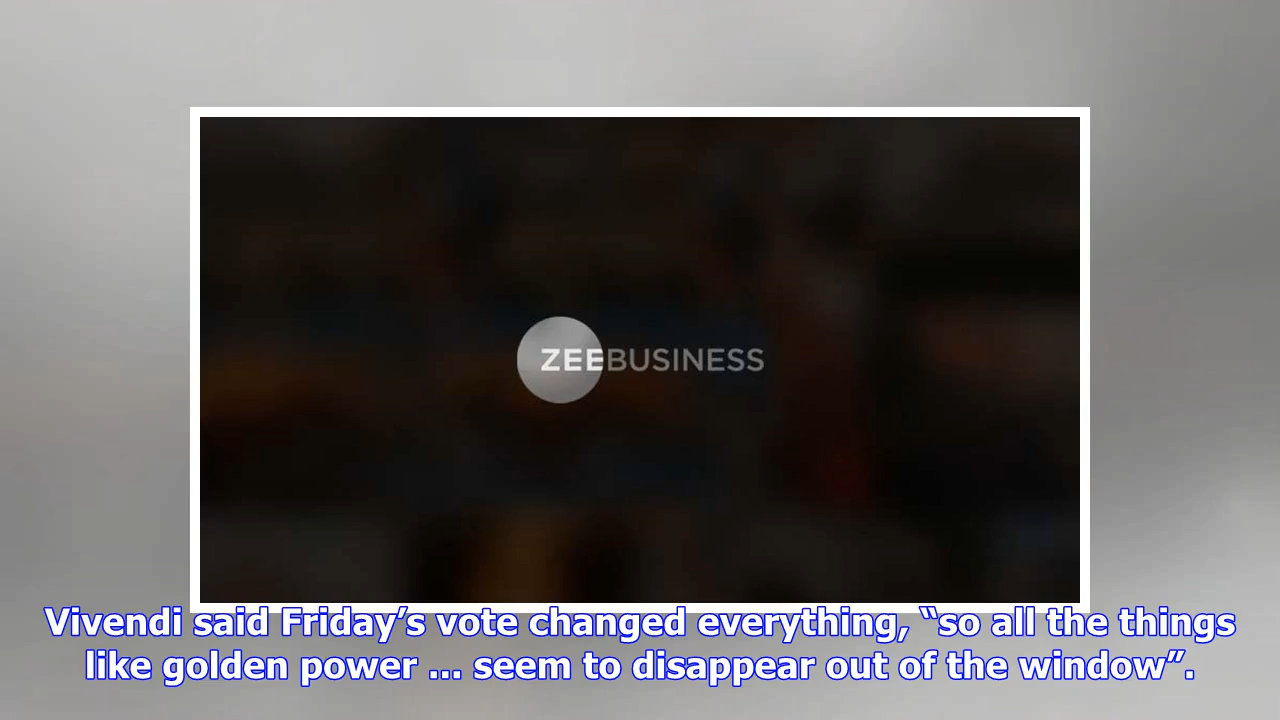 ZEEBUSINESS
Vivendi said Friday’s vote changed everything, “so all the things
like golden power ... seem to disappear out of the window”.